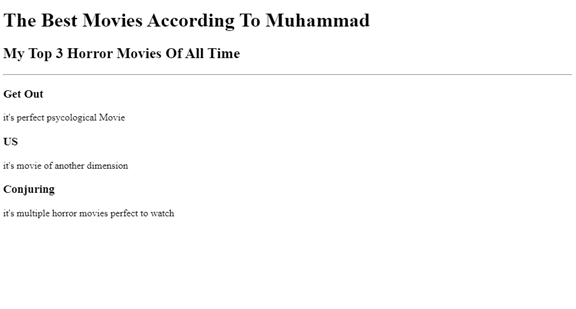 The Best Movies According To Muhammad
My Top 3 Horror Movies Of All Time
Get Out
it's perfect psycological Movie
US
it's movie of another dimension
Conjuring
it's multiple horror movies perfect to watch